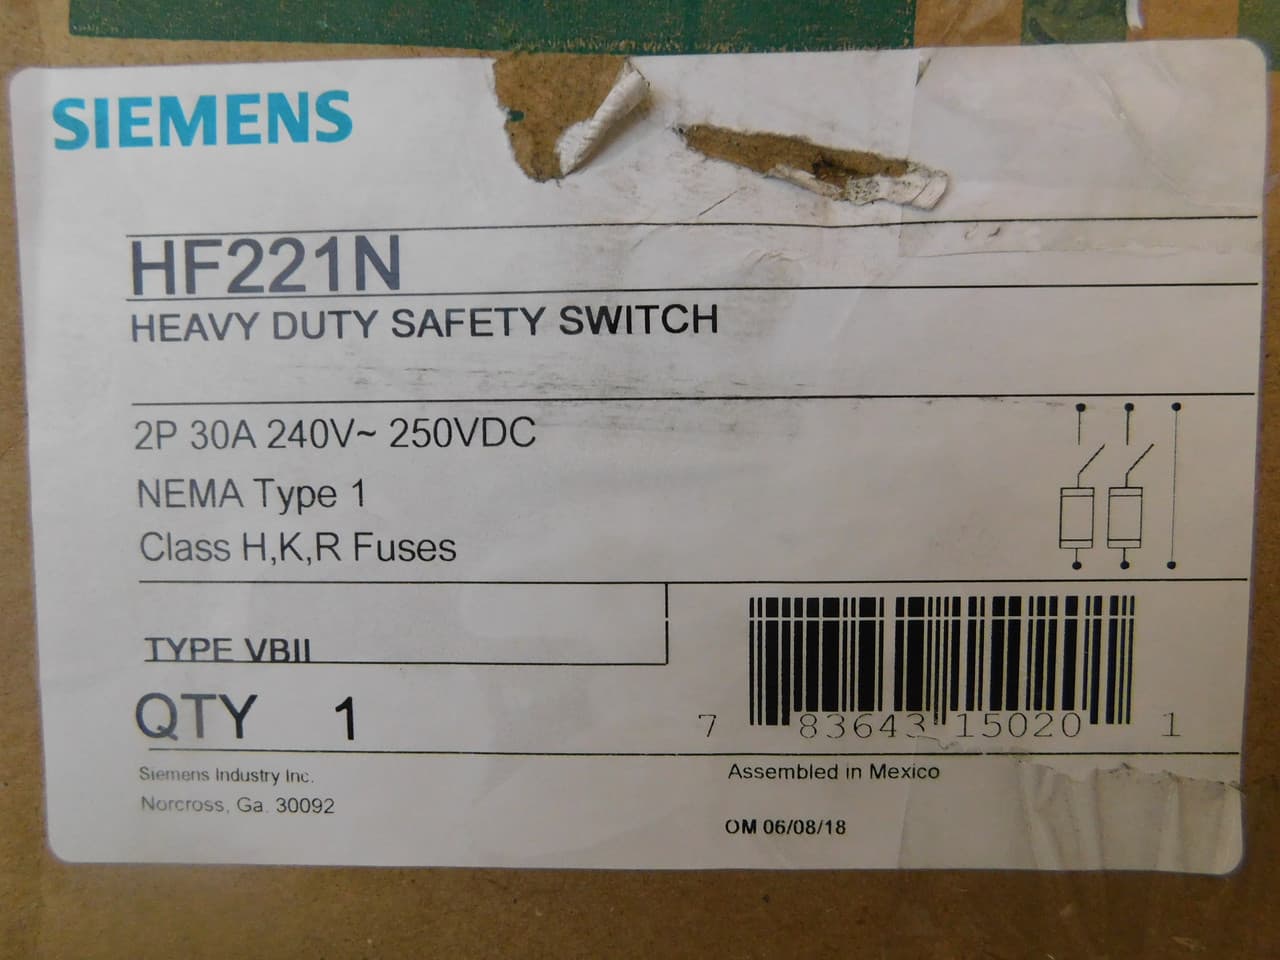 SIEMENS
HF221N
HEAVY DUTY SAFETY SWITCH
2P 30A 240V~ 250VDC
NEMA Type 1
Class H,K,R Fuses
TYPE VBII
QTY 1
7 83643 15020 1
Siemens Industry Inc.
Norcross, Ga. 30092
Assembled in Mexico
OM 06/08/18